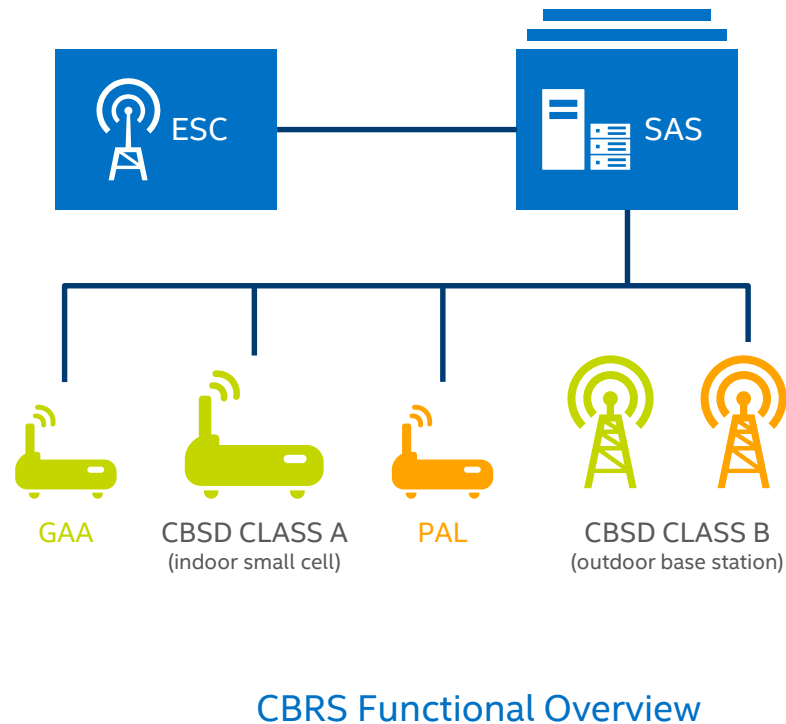 ESC
SAS
GAA
CBSD CLASS A
(indoor small cell)
PAL
CBSD CLASS B
(outdoor base station)
CBRS Functional Overview